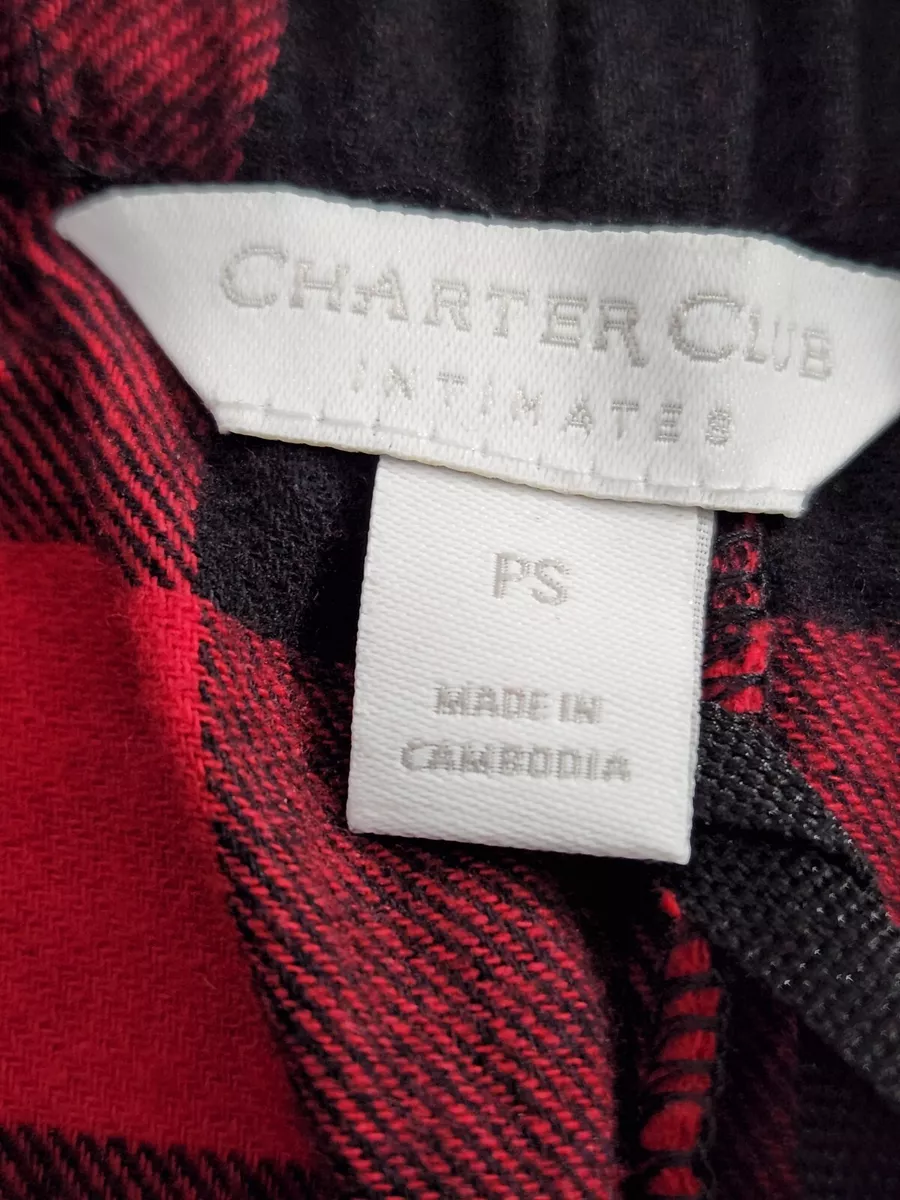 CHARTER CLUB
INTIMATES
PS
MADE IN
CAMBODIA